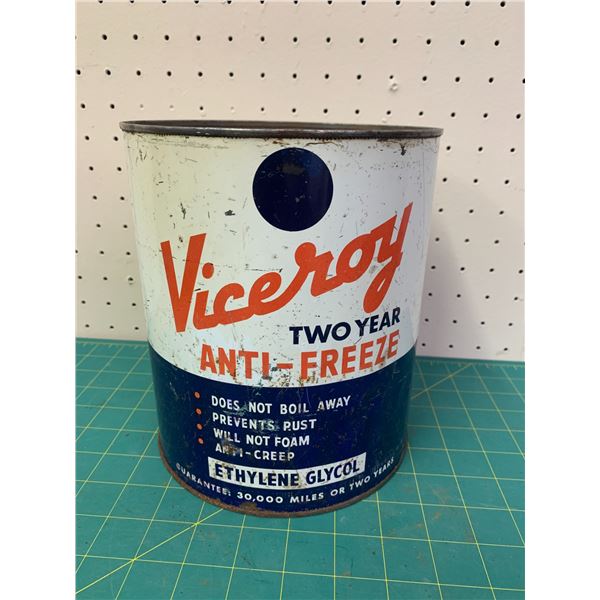 Viceroy
TWO YEAR
ANTI-FREEZE
• DOES NOT BOIL AWAY
• PREVENTS RUST
• WILL NOT FOAM
ANTI-CREEP
ETHYLENE GLYCOL
GUARANTEE: 30,000 MILES OR TWO YEARS